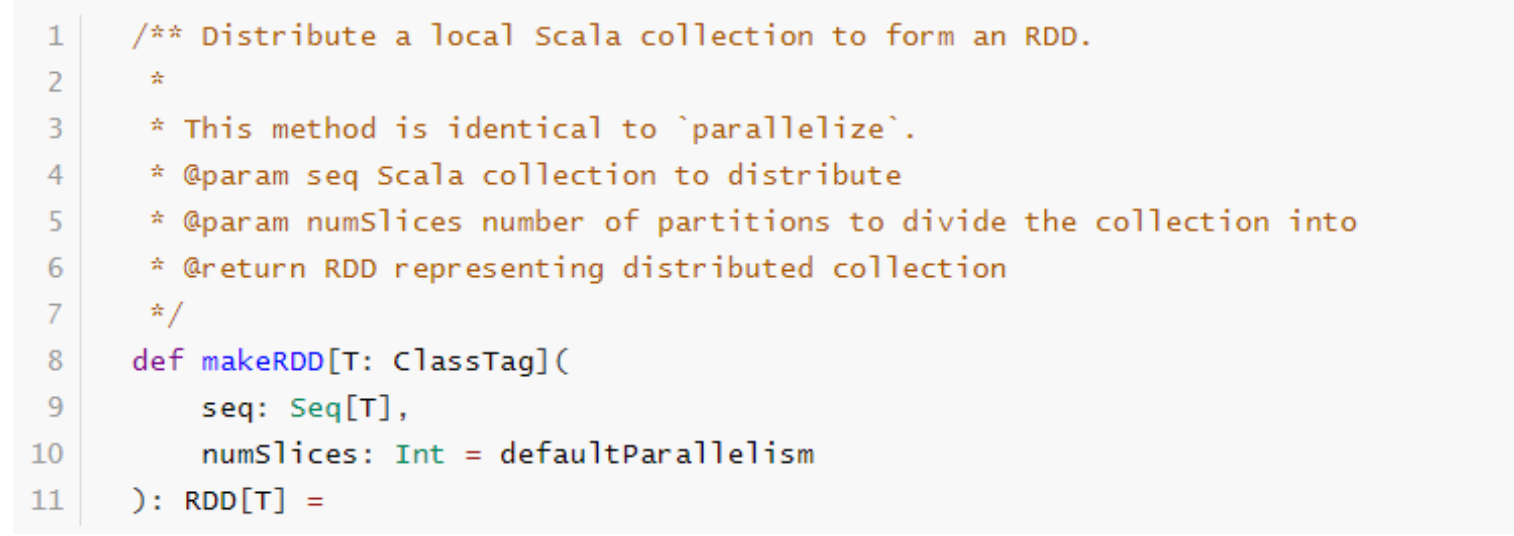 1 /** Distribute a local Scala collection to form an RDD.
2 *
3 * This method is identical to `parallelize`.
4 * @param seq Scala collection to distribute
5 * @param numSlices number of partitions to divide the collection into
6 * @return RDD representing distributed collection
7 */
8 def makeRDD[T: ClassTag](
9 seq: Seq[T],
10 numSlices: Int = defaultParallelism
11 ): RDD[T] =